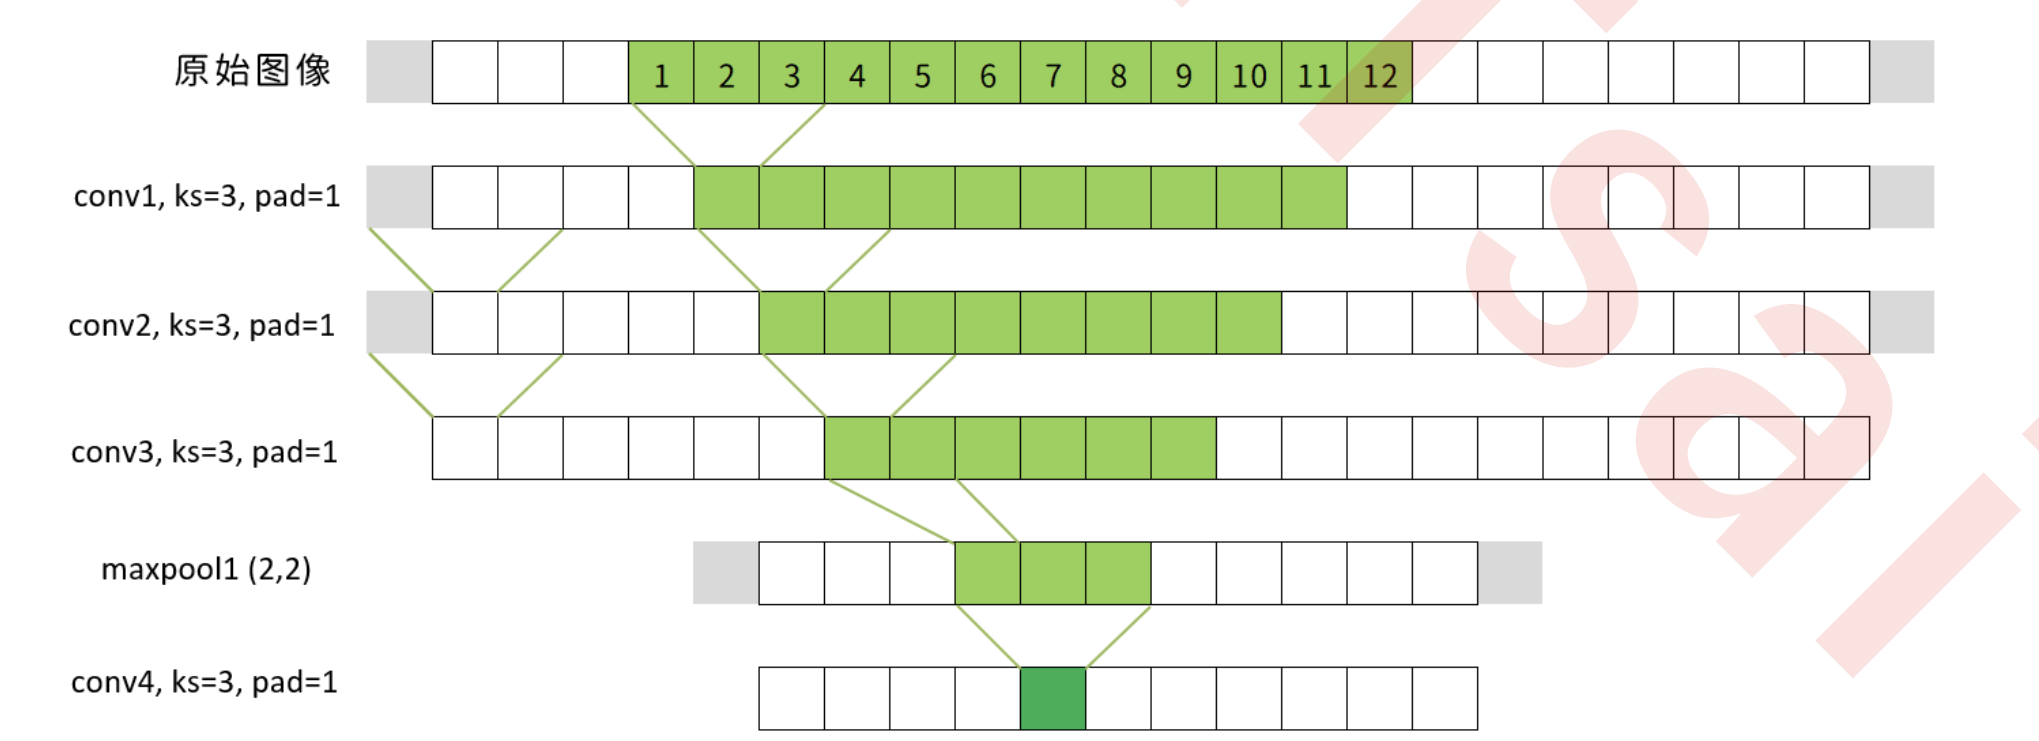 原始图像
1 2 3 4 5 6 7 8 9 10 11 12
conv1, ks=3, pad=1
conv2, ks=3, pad=1
conv3, ks=3, pad=1
maxpool1 (2,2)
conv4, ks=3, pad=1